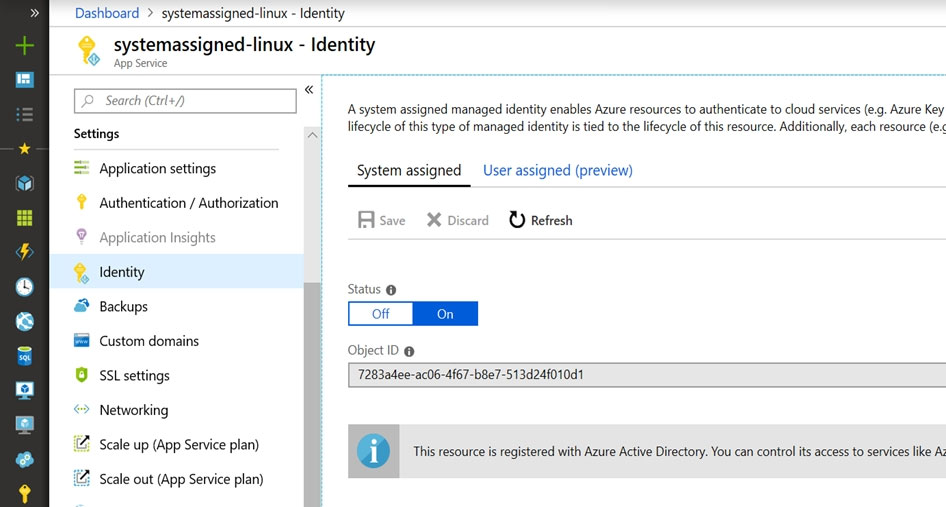 »
Dashboard > systemassigned-linux - Identity
systemassigned-linux - Identity
App Service
Search (Ctrl+/)
«
Settings
Application settings
Authentication / Authorization
Application Insights
Identity
Backups
Custom domains
SSL settings
Networking
Scale up (App Service plan)
Scale out (App Service plan)
A system assigned managed identity enables Azure resources to authenticate to cloud services (e.g. Azure Key
lifecycle of this type of managed identity is tied to the lifecycle of this resource. Additionally, each resource (e.g.
System assigned User assigned (preview)
Save Discard Refresh
Status
Off On
Object ID
7283a4ee-ac06-4f67-b8e7-513d24f010d1
This resource is registered with Azure Active Directory. You can control its access to services like Az